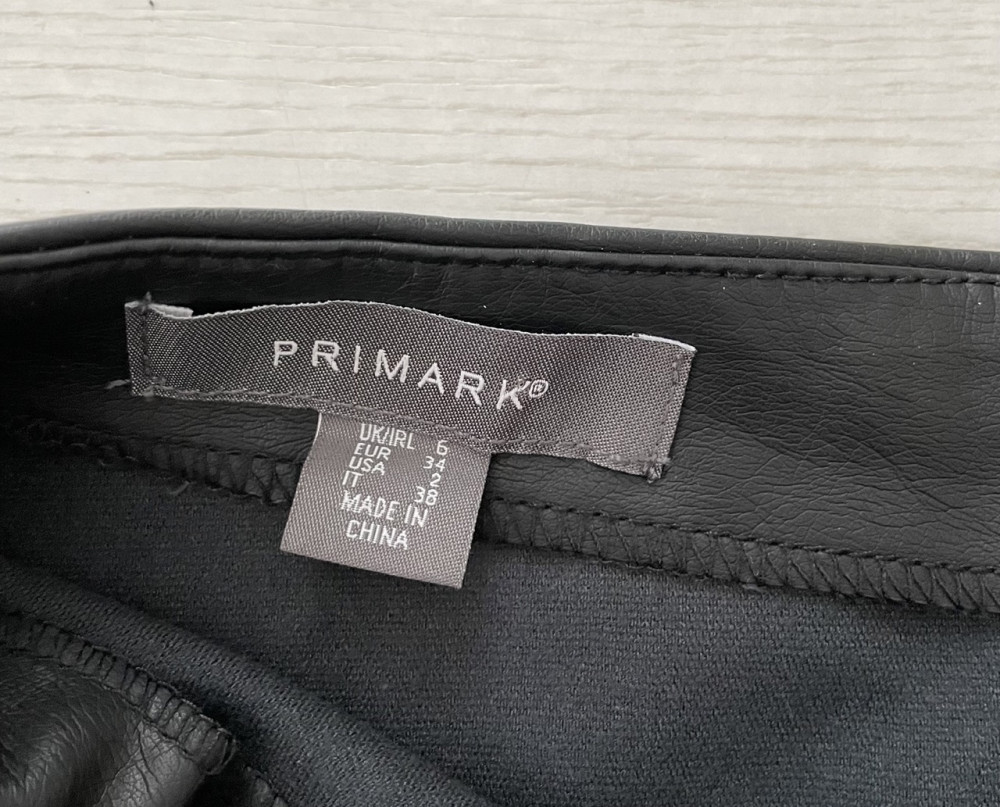 PRIMARK®
UK/IRL 6
EUR 34
USA 2
IT 38
MADE IN
CHINA